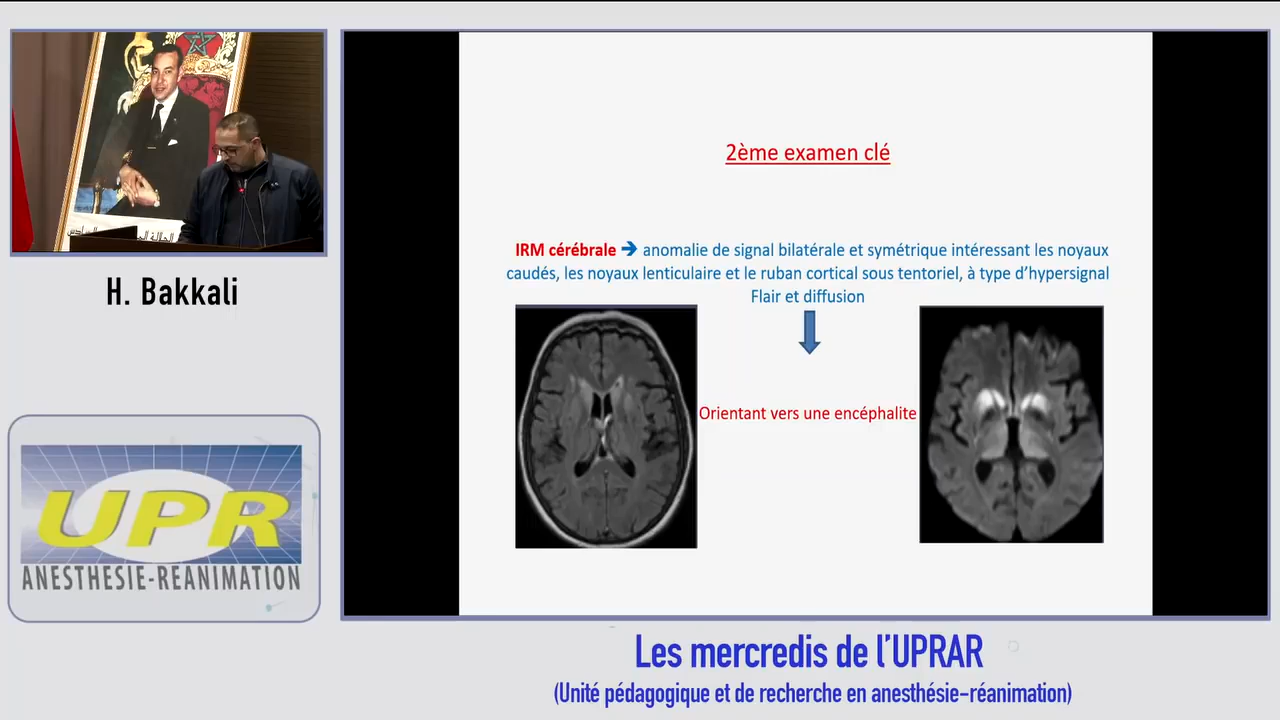 H. Bakkali
UPR
ANESTHESIE-REANIMATION
2ème examen clé
IRM cérébrale ➔ anomalie de signal bilatérale et symétrique intéressant les noyaux
caudés, les noyaux lenticulaire et le ruban cortical sous tentoriel, à type d’hypersignal
Flair et diffusion
Orientant vers une encéphalite
Les mercredis de l’UPRAR
(Unité pédagogique et de recherche en anesthésie-réanimation)